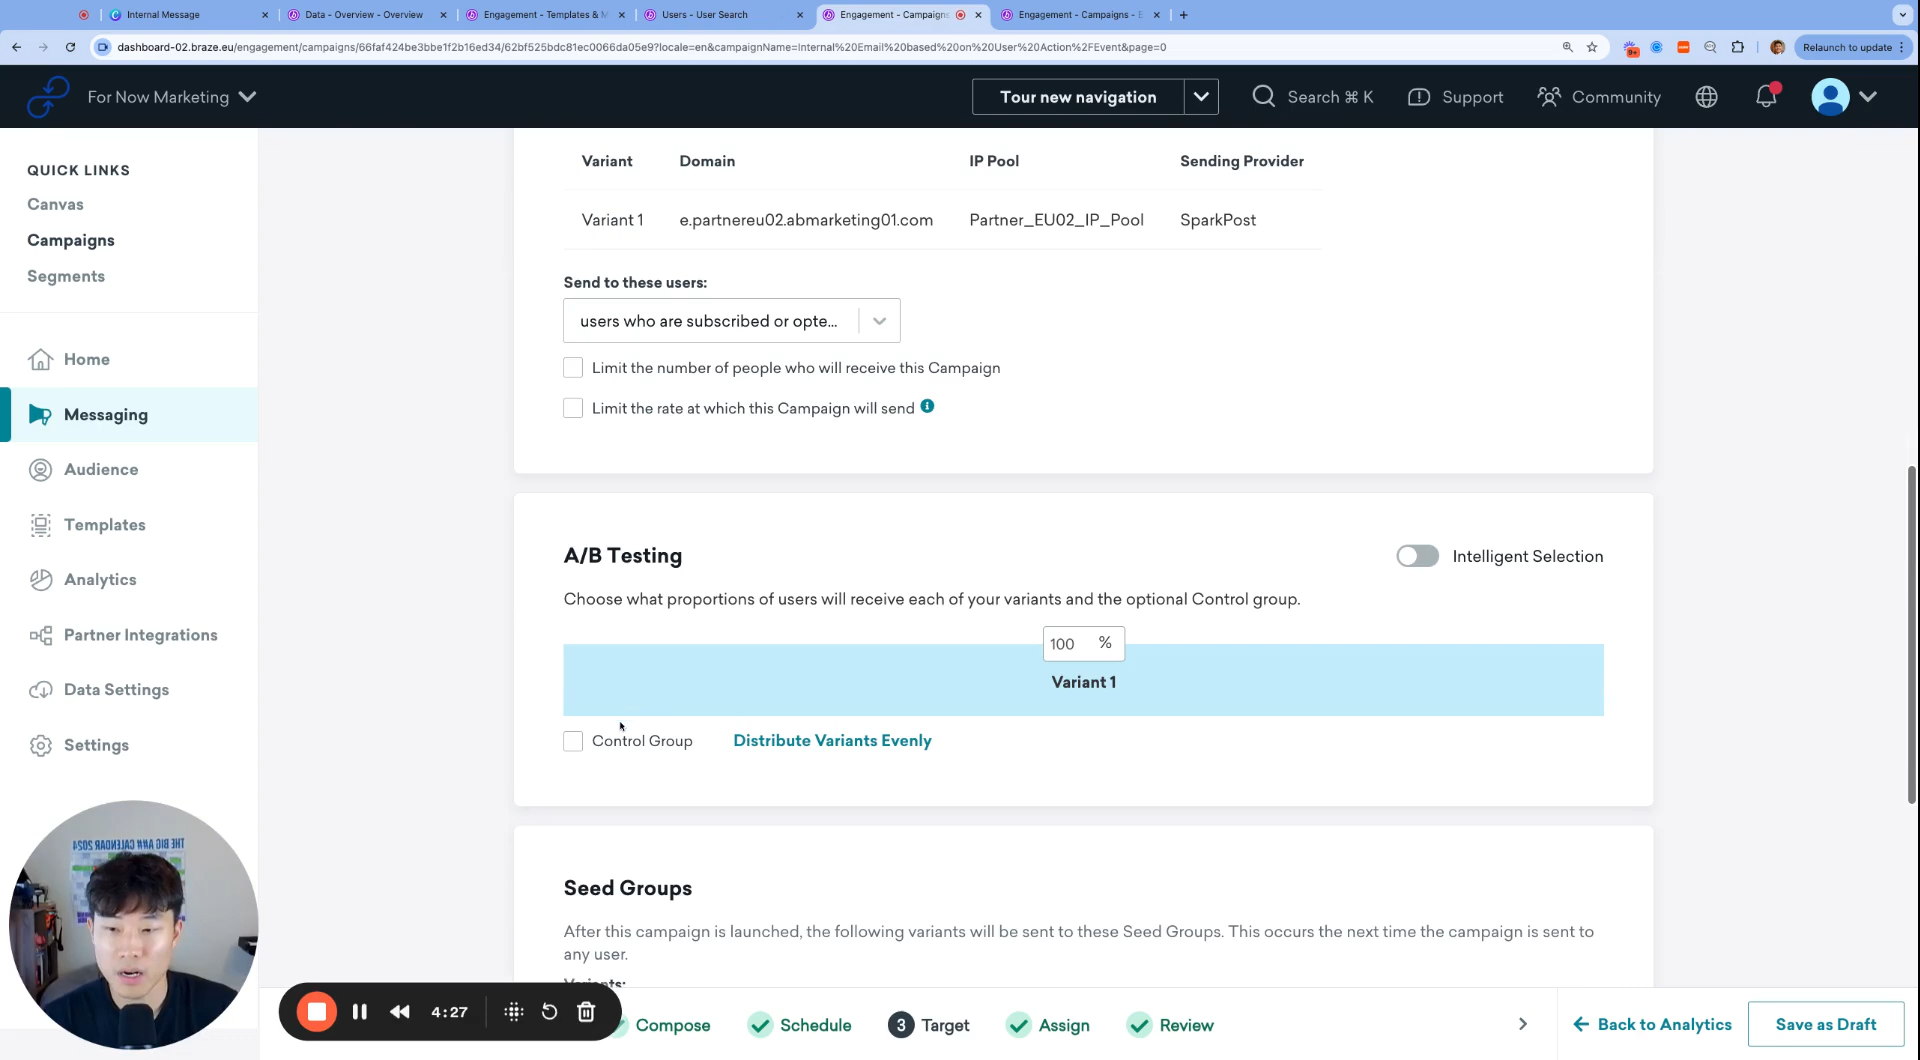 Internal Message
Data - Overview - Overview
Engagement - Templates & M
Users - User Search
Engagement - Campaigns
Engagement - Campaigns - E
dashboard-02.braze.eu/engagement/campaigns/66faf424be3bbe1f2b16ed34/62bf525bdc81ec0066da05e9?locale=en&campaignName=Internal%20Email%20based%20on%20User%20Action%2FEvent&page=0
9+
Relaunch to update
For Now Marketing
Tour new navigation
Search ⌘ K
Support
Community
QUICK LINKS
Canvas
Campaigns
Segments
Home
Messaging
Audience
Templates
Analytics
Partner Integrations
Data Settings
Settings
Variant Domain IP Pool Sending Provider
Variant 1 e.partnereu02.abmarketing01.com Partner_EU02_IP_Pool SparkPost
Send to these users:
users who are subscribed or opte...
Limit the number of people who will receive this Campaign
Limit the rate at which this Campaign will send
A/B Testing
Intelligent Selection
Choose what proportions of users will receive each of your variants and the optional Control group.
100 %
Variant 1
Control Group
Distribute Variants Evenly
Seed Groups
After this campaign is launched, the following variants will be sent to these Seed Groups. This occurs the next time the campaign is sent to
any user.
Variants:
THE BIG A## CALENDAR 2024
4:27
Compose
Schedule
3 Target
Assign
Review
Back to Analytics
Save as Draft